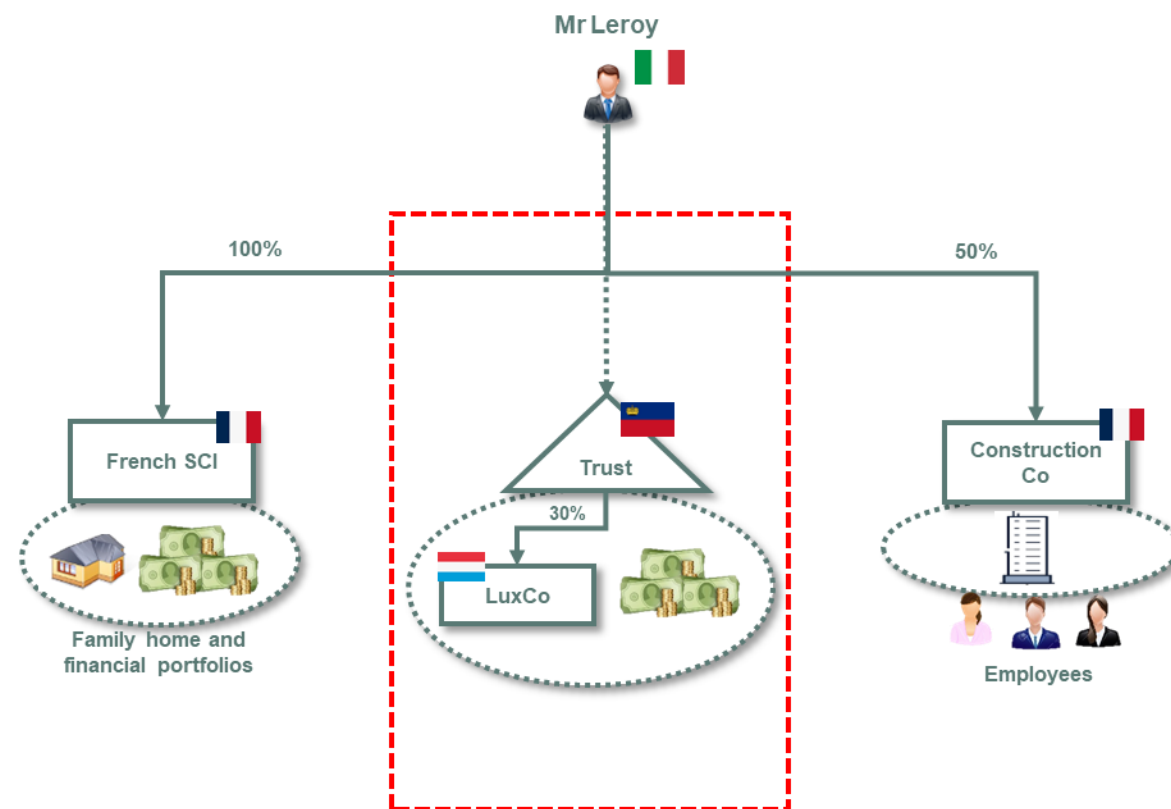 Mr Leroy
100%
50%
French SCI
Trust
Construction
Co
30%
LuxCo
Family home and
financial portfolios
Employees